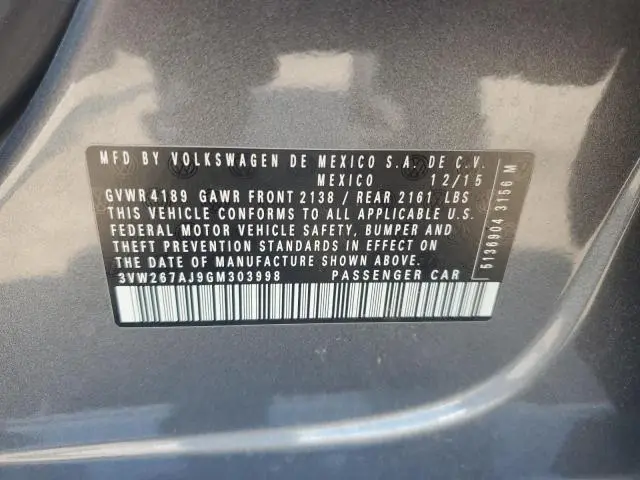 MFD BY VOLKSWAGEN DE MEXICO S.A. DE C.V.
MEXICO 12/15
GVWR 4189 GAWR FRONT 2138 / REAR 2161 LBS
THIS VEHICLE CONFORMS TO ALL APPLICABLE U.S.
FEDERAL MOTOR VEHICLE SAFETY, BUMPER AND
THEFT PREVENTION STANDARDS IN EFFECT ON
THE DATE OF MANUFACTURE SHOWN ABOVE.
3VW267AJ9GM303998 PASSENGER CAR
5136904 3156 M